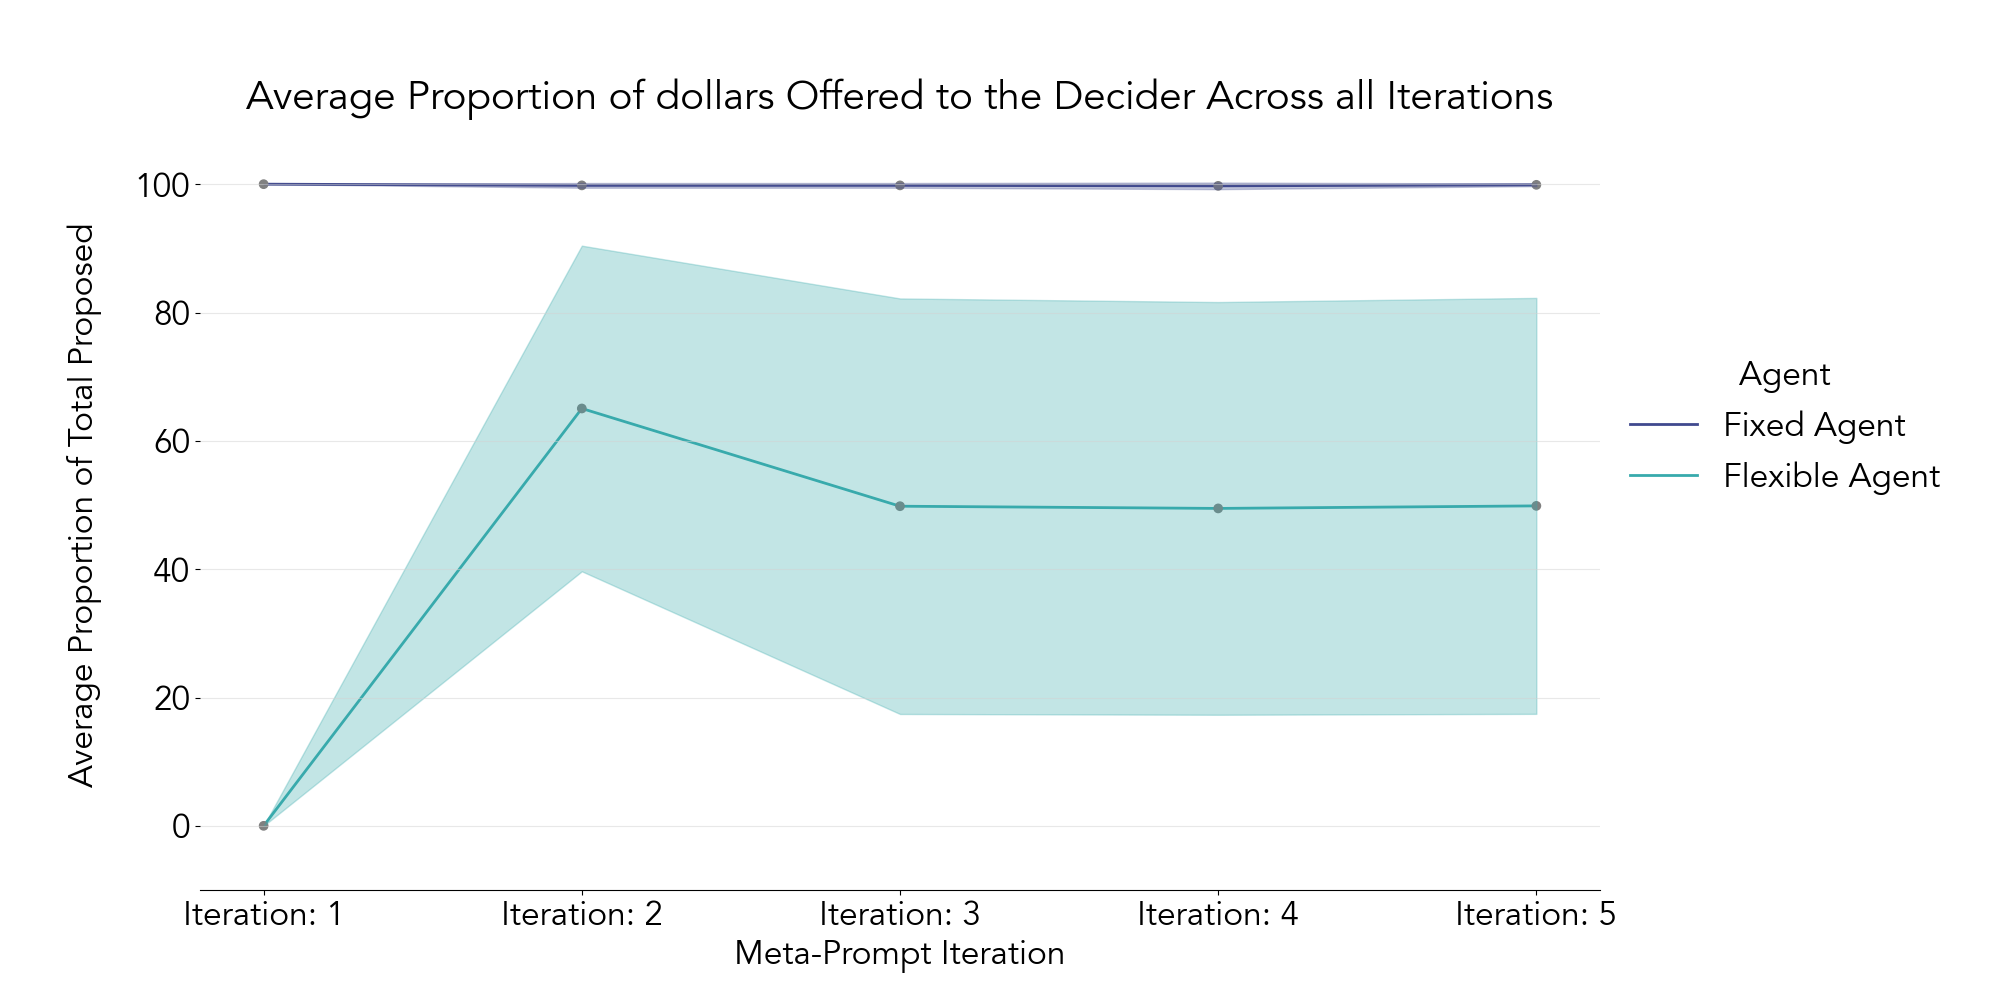 Average Proportion of dollars Offered to the Decider Across all Iterations
Average Proportion of Total Proposed
100
80
60
40
20
0
Iteration: 1
Iteration: 2
Iteration: 3
Iteration: 4
Iteration: 5
Meta-Prompt Iteration
Agent
Fixed Agent
Flexible Agent